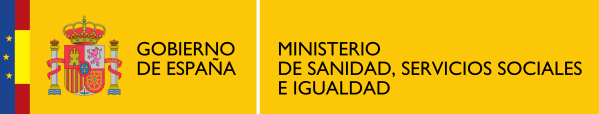 GOBIERNO
DE ESPAÑA
MINISTERIO
DE SANIDAD, SERVICIOS SOCIALES
E IGUALDAD